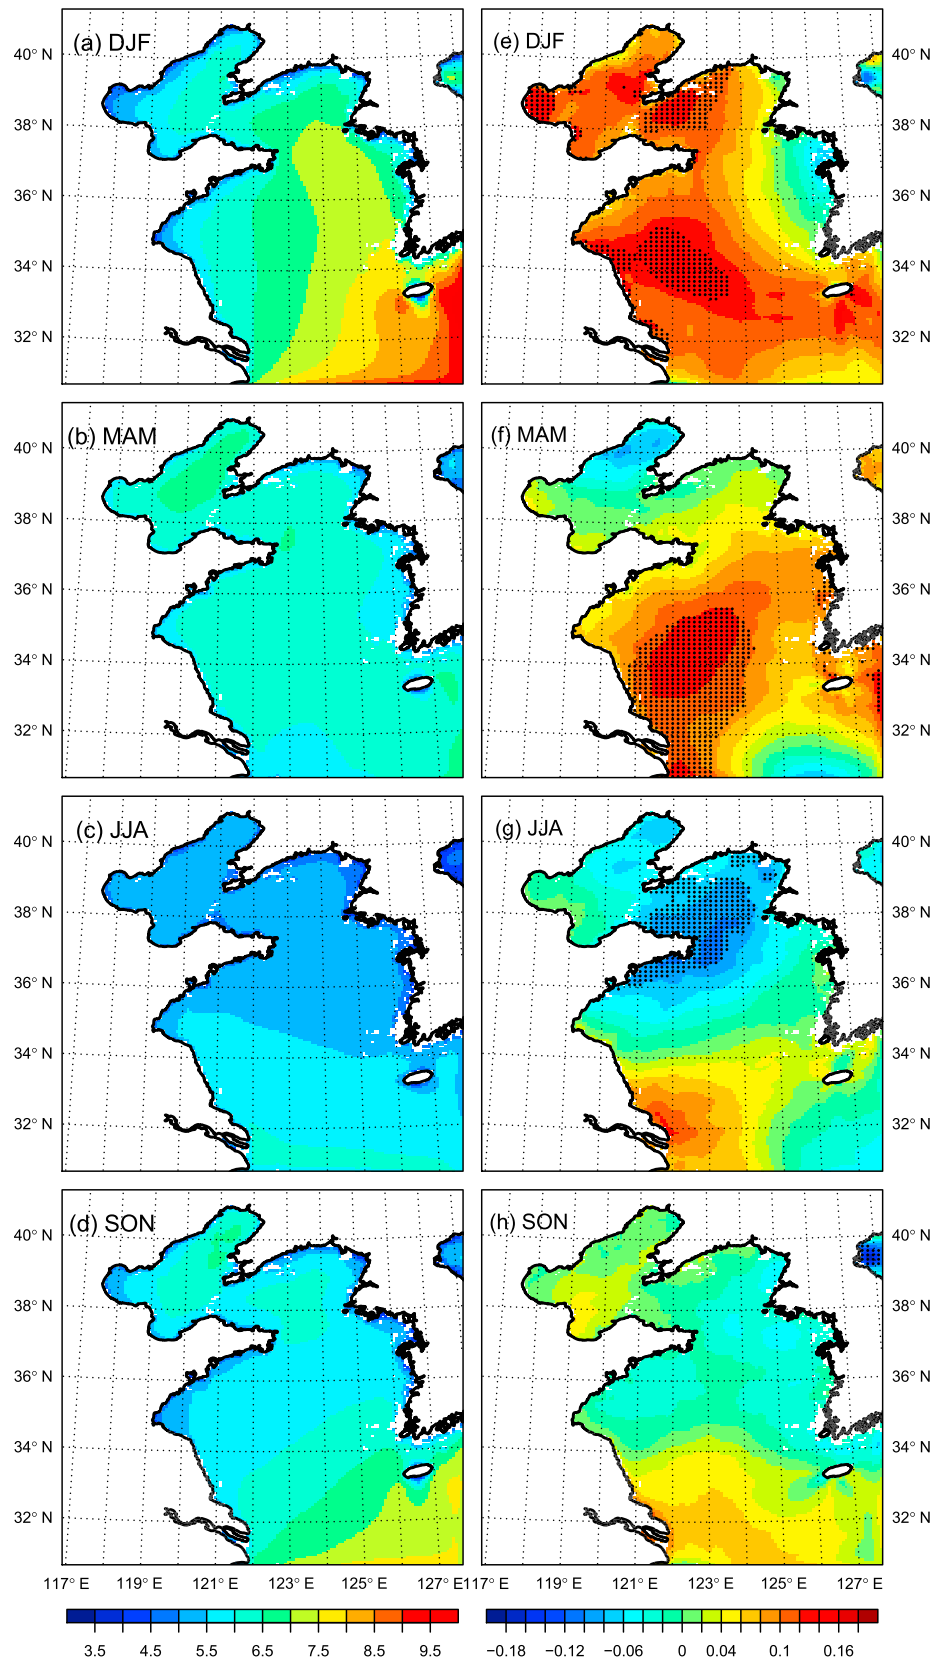 (a) DJF
(e) DJF
40° N
38° N
36° N
34° N
32° N
40° N
38° N
36° N
34° N
32° N
(b) MAM
(f) MAM
40° N
38° N
36° N
34° N
32° N
40° N
38° N
36° N
34° N
32° N
(c) JJA
(g) JJA
40° N
38° N
36° N
34° N
32° N
40° N
38° N
36° N
34° N
32° N
(d) SON
(h) SON
40° N
38° N
36° N
34° N
32° N
40° N
38° N
36° N
34° N
32° N
117° E 119° E 121° E 123° E 125° E 127° E 117° E 119° E 121° E 123° E 125° E 127° E
3.5 4.5 5.5 6.5 7.5 8.5 9.5
−0.18 −0.12 −0.06 0 0.04 0.1 0.16